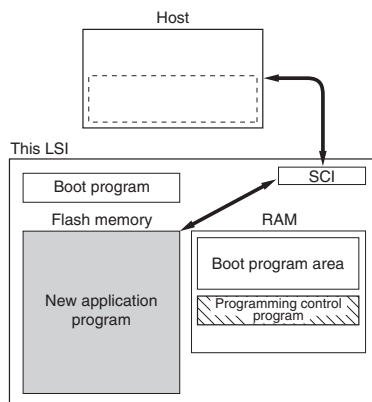 Host
This LSI
SCI
Boot program
Flash memory
RAM
New application
program
Boot program area
Programming control
program